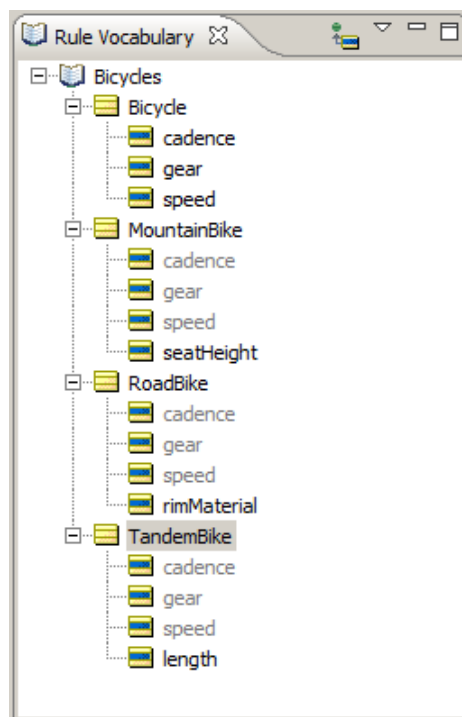 Rule Vocabulary
Bicycles
Bicycle
cadence
gear
speed
MountainBike
cadence
gear
speed
seatHeight
RoadBike
cadence
gear
speed
rimMaterial
TandemBike
cadence
gear
speed
length